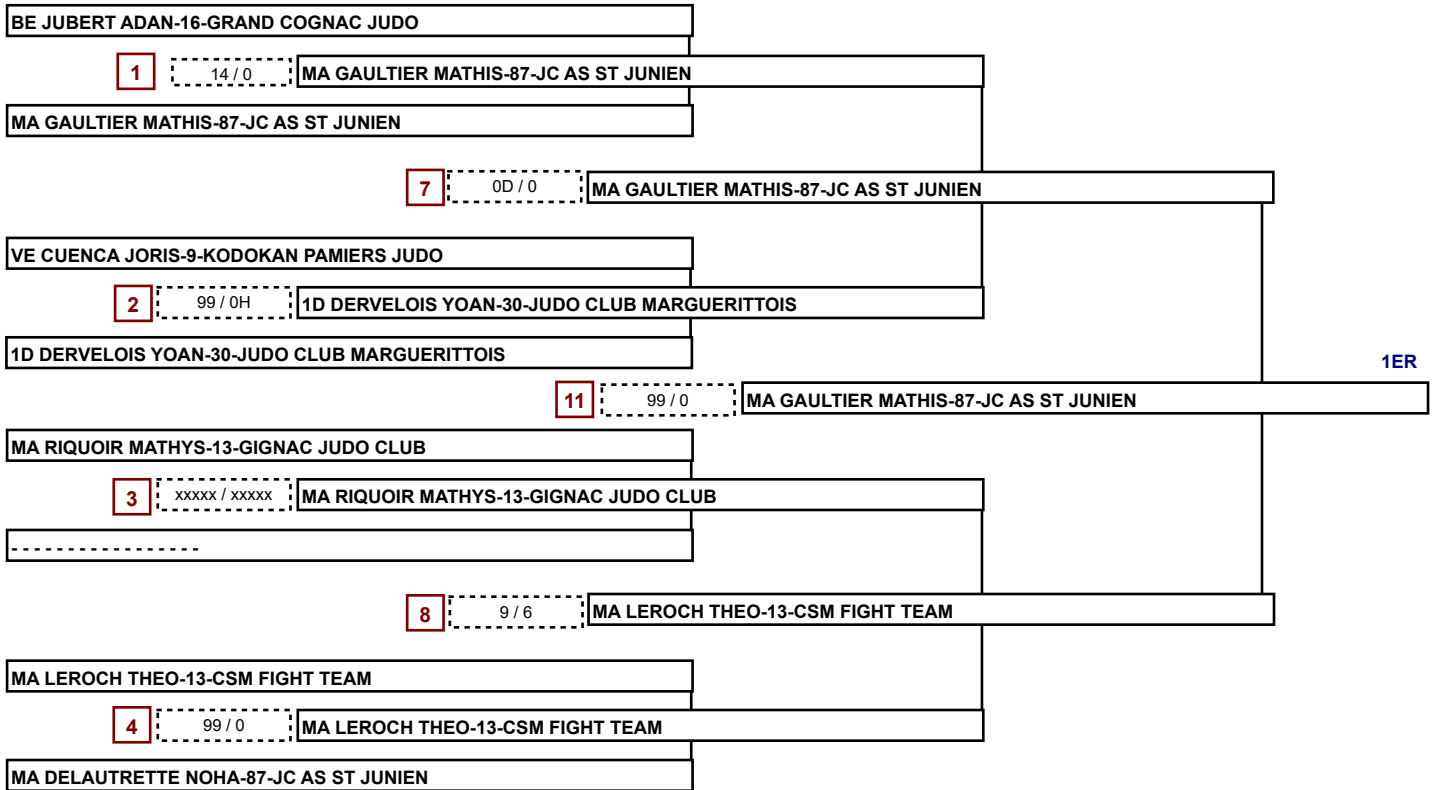 BE JUBERT ADAN-16-GRAND COGNAC JUDO
1 14 / 0 MA GAULTIER MATHIS-87-JC AS ST JUNIEN
MA GAULTIER MATHIS-87-JC AS ST JUNIEN
7 0D / 0 MA GAULTIER MATHIS-87-JC AS ST JUNIEN
VE CUENCA JORIS-9-KODOKAN PAMIERS JUDO
2 99 / 0H 1D DERVELOIS YOAN-30-JUDO CLUB MARGUERITTOIS
1D DERVELOIS YOAN-30-JUDO CLUB MARGUERITTOIS
1ER
11 99 / 0 MA GAULTIER MATHIS-87-JC AS ST JUNIEN
MA RIQUOIR MATHYS-13-GIGNAC JUDO CLUB
3 xxxxx / xxxxx MA RIQUOIR MATHYS-13-GIGNAC JUDO CLUB
- - - - - - - - - - - - - - - - -
8 9 / 6 MA LEROCH THEO-13-CSM FIGHT TEAM
MA LEROCH THEO-13-CSM FIGHT TEAM
4 99 / 0 MA LEROCH THEO-13-CSM FIGHT TEAM
MA DELAUTRETTE NOHA-87-JC AS ST JUNIEN